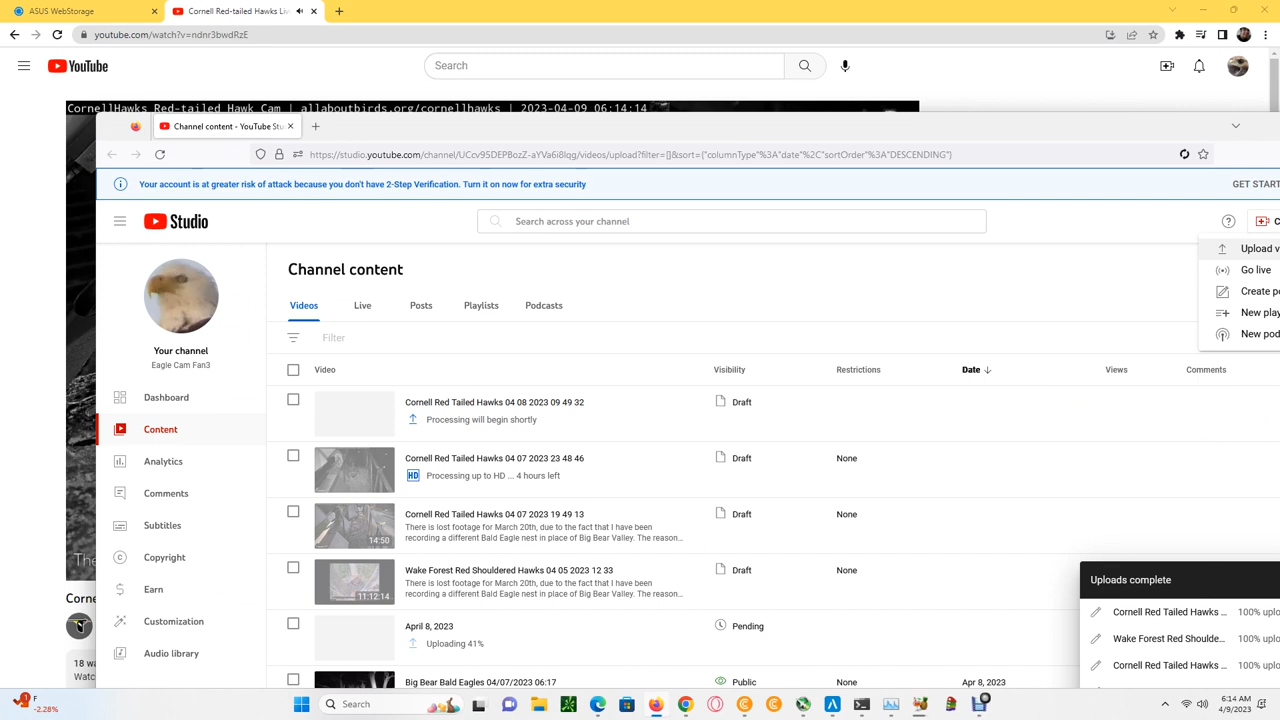 ASUS WebStorage
Cornell Red-tailed Hawks Liv
youtube.com/watch?v=ndnr3bwdRzE
YouTube
Search
CornellHawks Red-tailed Hawk Cam | allaboutbirds.org/cornellhawks | 2023-04-09 06:14:14
Channel content - YouTube Stu
https://studio.youtube.com/channel/UCcv95DEPBozZ-aYVa6i8lqg/videos/upload?filter=[]&sort={"columnType"%3A"date"%2C"sortOrder"%3A"DESCENDING"}
Your account is at greater risk of attack because you don't have 2-Step Verification. Turn it on now for extra security
GET START
Studio
Search across your channel
C
Upload v
Go live
Create po
New play
New pod
Channel content
Videos Live Posts Playlists Podcasts
Your channel
Eagle Cam Fan3
Filter
Video Visibility Restrictions Date Views Comments
Dashboard
Content
Analytics
Comments
Subtitles
Copyright
Earn
Customization
Audio library
Cornell Red Tailed Hawks 04 08 2023 09 49 32
Draft
Processing will begin shortly
Cornell Red Tailed Hawks 04 07 2023 23 48 46
Draft None
HD Processing up to HD ... 4 hours left
Cornell Red Tailed Hawks 04 07 2023 19 49 13
Draft None
There is lost footage for March 20th, due to the fact that I have been
recording a different Bald Eagle nest in place of Big Bear Valley. The reason...
14:50
Wake Forest Red Shouldered Hawks 04 05 2023 12 33
Draft None
There is lost footage for March 20th, due to the fact that I have been
recording a different Bald Eagle nest in place of Big Bear Valley. The reason...
11:12:14
April 8, 2023
Pending
Uploading 41%
Big Bear Bald Eagles 04/07/2023 06:17
Public None Apr 8, 2023
The
Corne
18 wa
Watc
Uploads complete
Cornell Red Tailed Hawks ... 100% uplo
Wake Forest Red Shoulde... 100% uplo
Cornell Red Tailed Hawks ... 100% uplo
1
F
-2.28%
Search
6:14 AM
4/9/2023